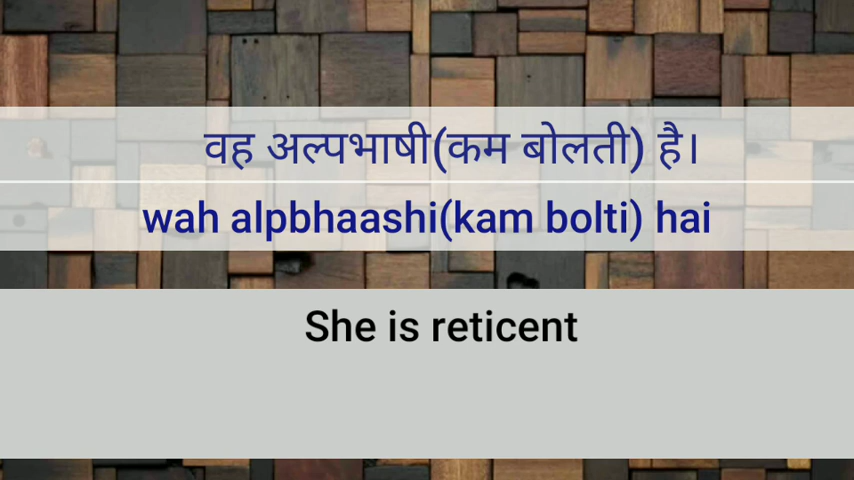 वह अल्पभाषी(कम बोलती) है।
wah alpbhaashi(kam bolti) hai
She is reticent